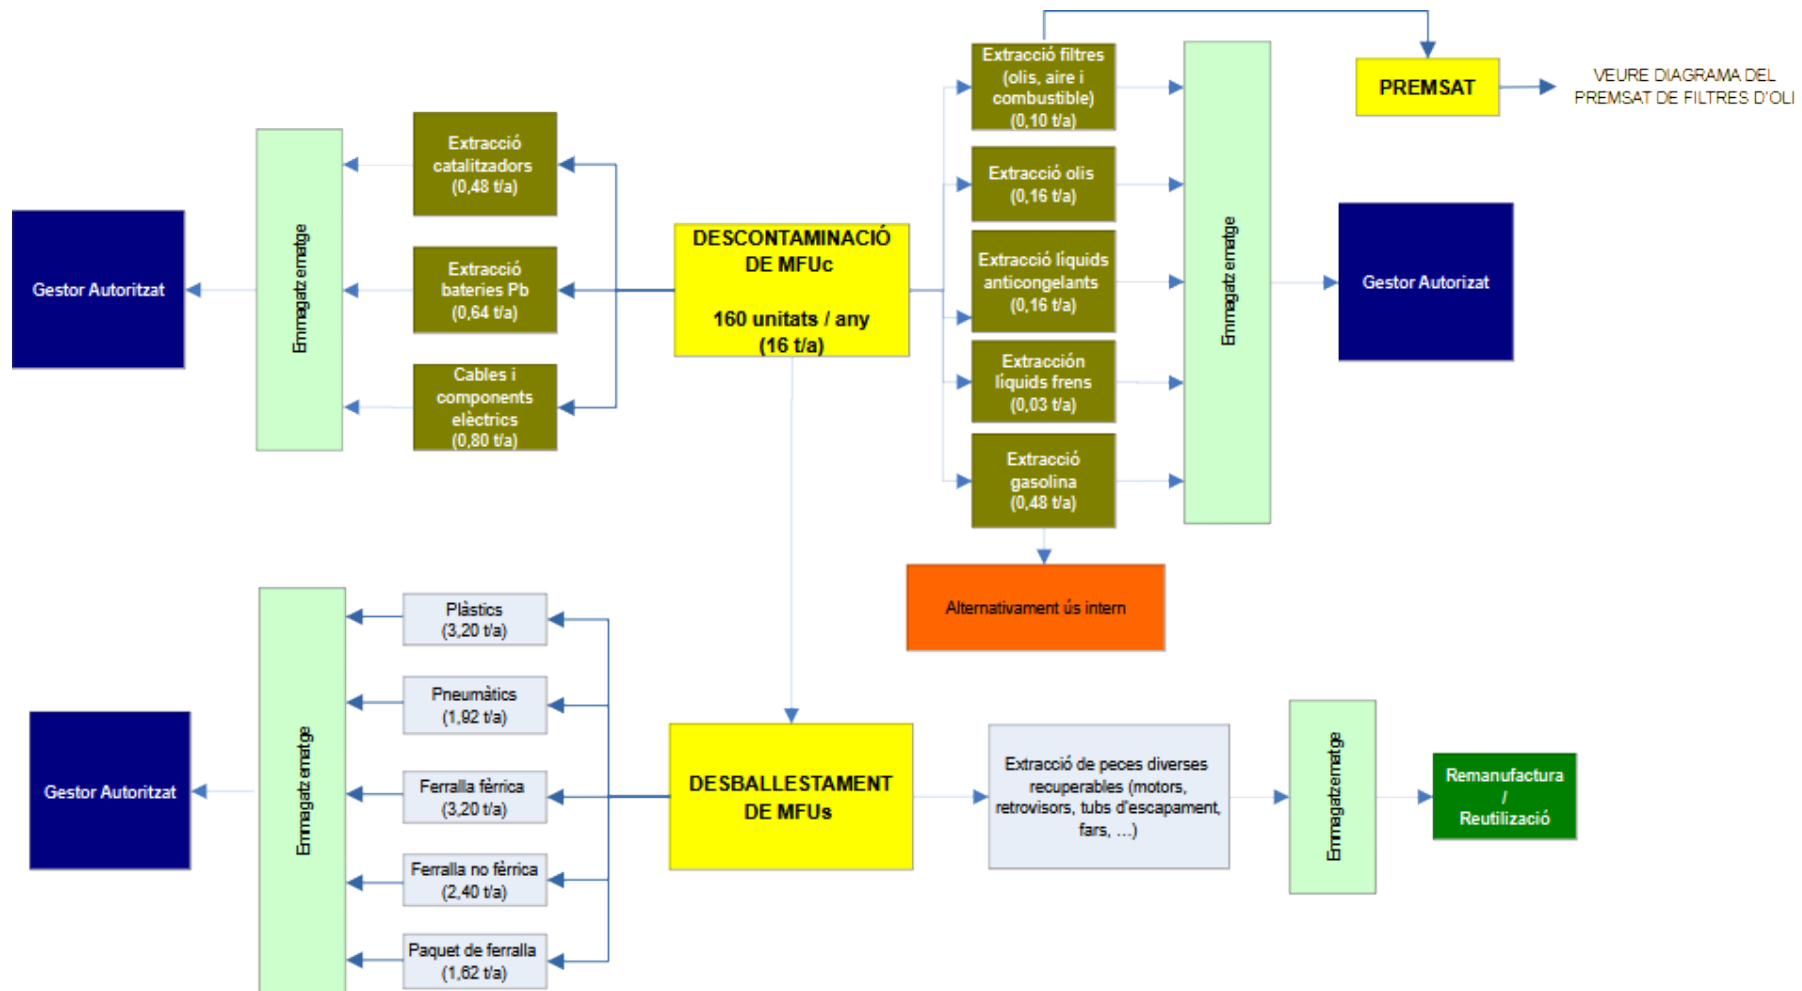 Extracció filtres
(olis, aire i
combustible)
(0,10 t/a)
PREMSAT
VEURE DIAGRAMA DEL
PREMSAT DE FILTRES D'OLI
Extracció
catalitzadors
(0,48 t/a)
Extracció olis
(0,16 t/a)
Emmagatzematge
Emmagatzematge
DESCONTAMINACIÓ
DE MFUc
160 unitats / any
(16 t/a)
Gestor Autoritzat
Extracció
bateries Pb
(0,64 t/a)
Extracció líquids
anticongelants
(0,16 t/a)
Gestor Autorizat
Cables i
components
elèctrics
(0,80 t/a)
Extracción
líquids frens
(0,03 t/a)
Extracció
gasolina
(0,48 t/a)
Alternativament ús intern
Plàstics
(3,20 t/a)
Pneumàtics
(1,92 t/a)
Emmagatzematge
Gestor Autoritzat
Ferralla fèrrica
(3,20 t/a)
DESBALLESTAMENT
DE MFUs
Extracció de peces diverses
recuperables (motors,
retrovisors, tubs d'escapament,
fars, ...)
Emmagatzematge
Remanufactura
/
Reutilizació
Ferralla no fèrrica
(2,40 t/a)
Paquet de ferralla
(1,62 t/a)